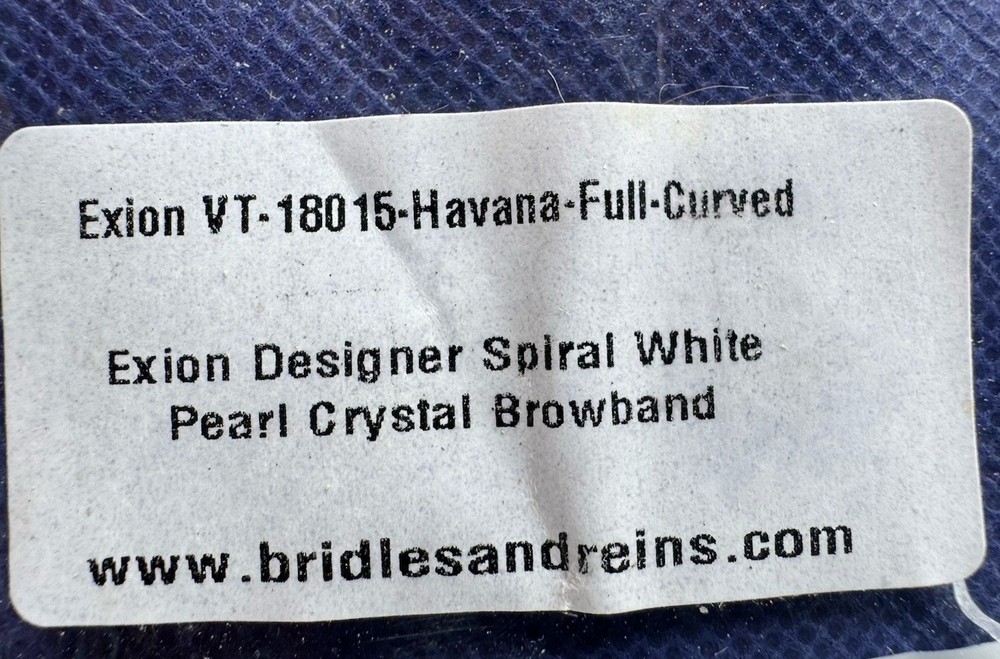 Exion VT-18015-Havana-Full-Curved
Exion Designer Spiral White
Pearl Crystal Browband
www.bridlesandreins.com